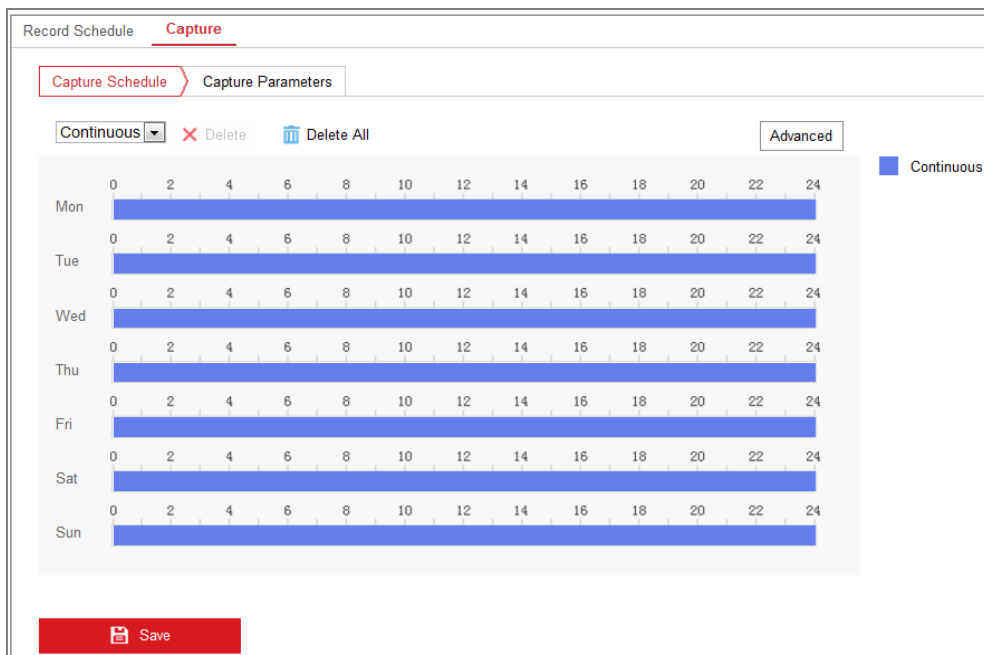 Record Schedule Capture
Capture Schedule Capture Parameters
Continuous Delete Delete All Advanced
Continuous
0 2 4 6 8 10 12 14 16 18 20 22 24
Mon
0 2 4 6 8 10 12 14 16 18 20 22 24
Tue
0 2 4 6 8 10 12 14 16 18 20 22 24
Wed
0 2 4 6 8 10 12 14 16 18 20 22 24
Thu
0 2 4 6 8 10 12 14 16 18 20 22 24
Fri
0 2 4 6 8 10 12 14 16 18 20 22 24
Sat
0 2 4 6 8 10 12 14 16 18 20 22 24
Sun
Save